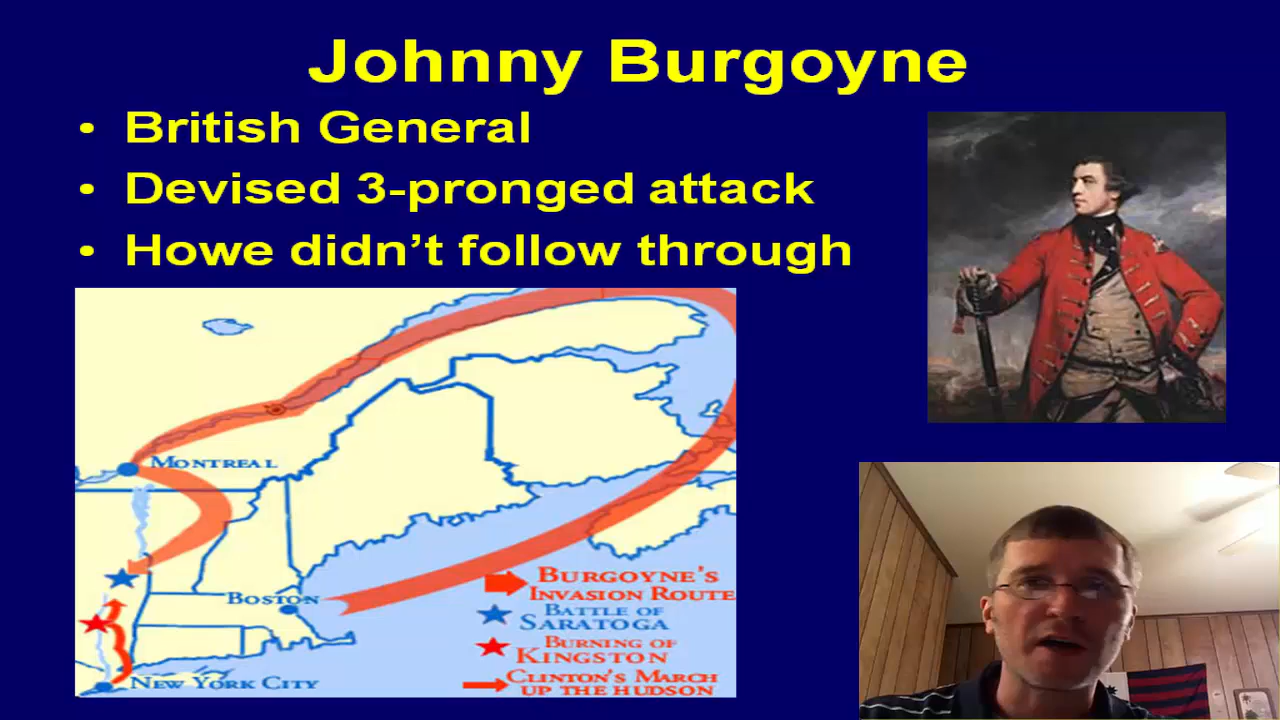 Johnny Burgoyne
• British General
• Devised 3-pronged attack
• Howe didn't follow through
MONTREAL
BOSTON
NEW YORK CITY
BURGOYNE'S
INVASION ROUTE
BATTLE OF
SARATOGA
BURNING OF
KINGSTON
CLINTON'S MARCH
UP THE HUDSON